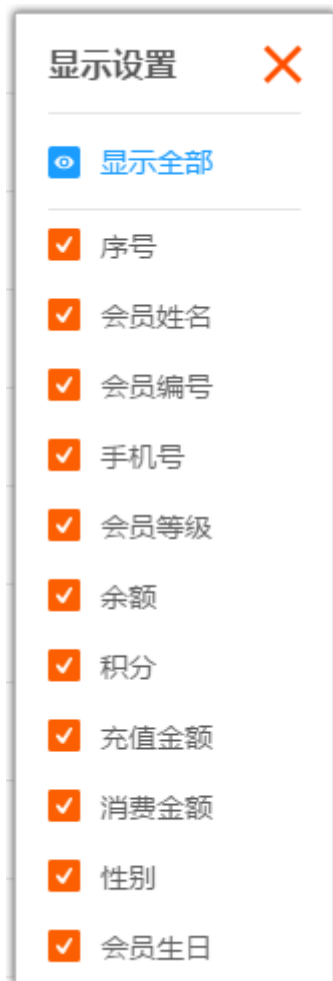 显示设置
显示全部
序号
会员姓名
会员编号
手机号
会员等级
余额
积分
充值金额
消费金额
性别
会员生日